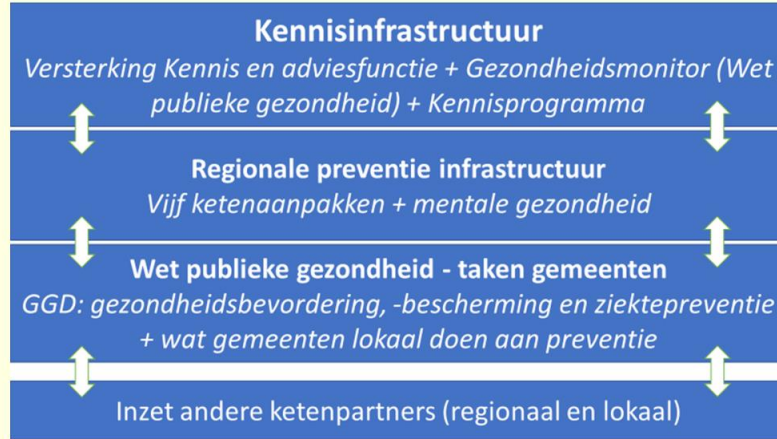 Kennisinfrastructuur
Versterking Kennis en adviesfunctie + Gezondheidsmonitor (Wet
publieke gezondheid) + Kennisprogramma
Regionale preventie infrastructuur
Vijf ketenaanpakken + mentale gezondheid
Wet publieke gezondheid - taken gemeenten
GGD: gezondheidsbevordering, -bescherming en ziektepreventie
+ wat gemeenten lokaal doen aan preventie
Inzet andere ketenpartners (regionaal en lokaal)